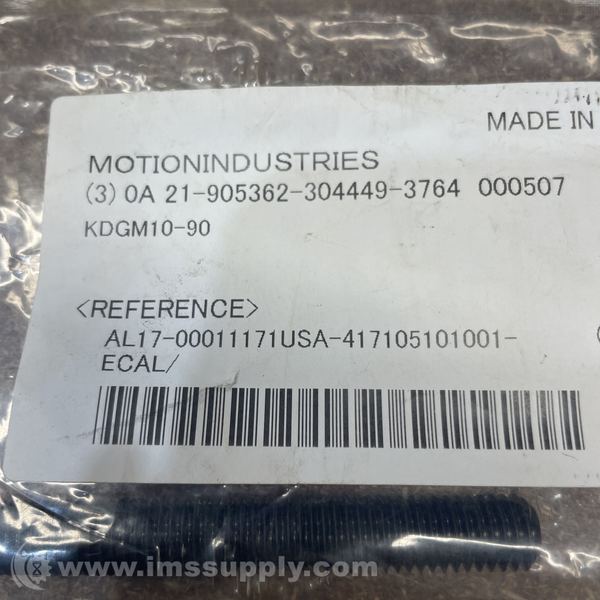 MADE IN
MOTIONINDUSTRIES
(3) 0A 21-905362-304449-3764 000507
KDGM10-90
<REFERENCE>
AL17-00011171USA-417105101001-
ECAL/
www.imssupply.com